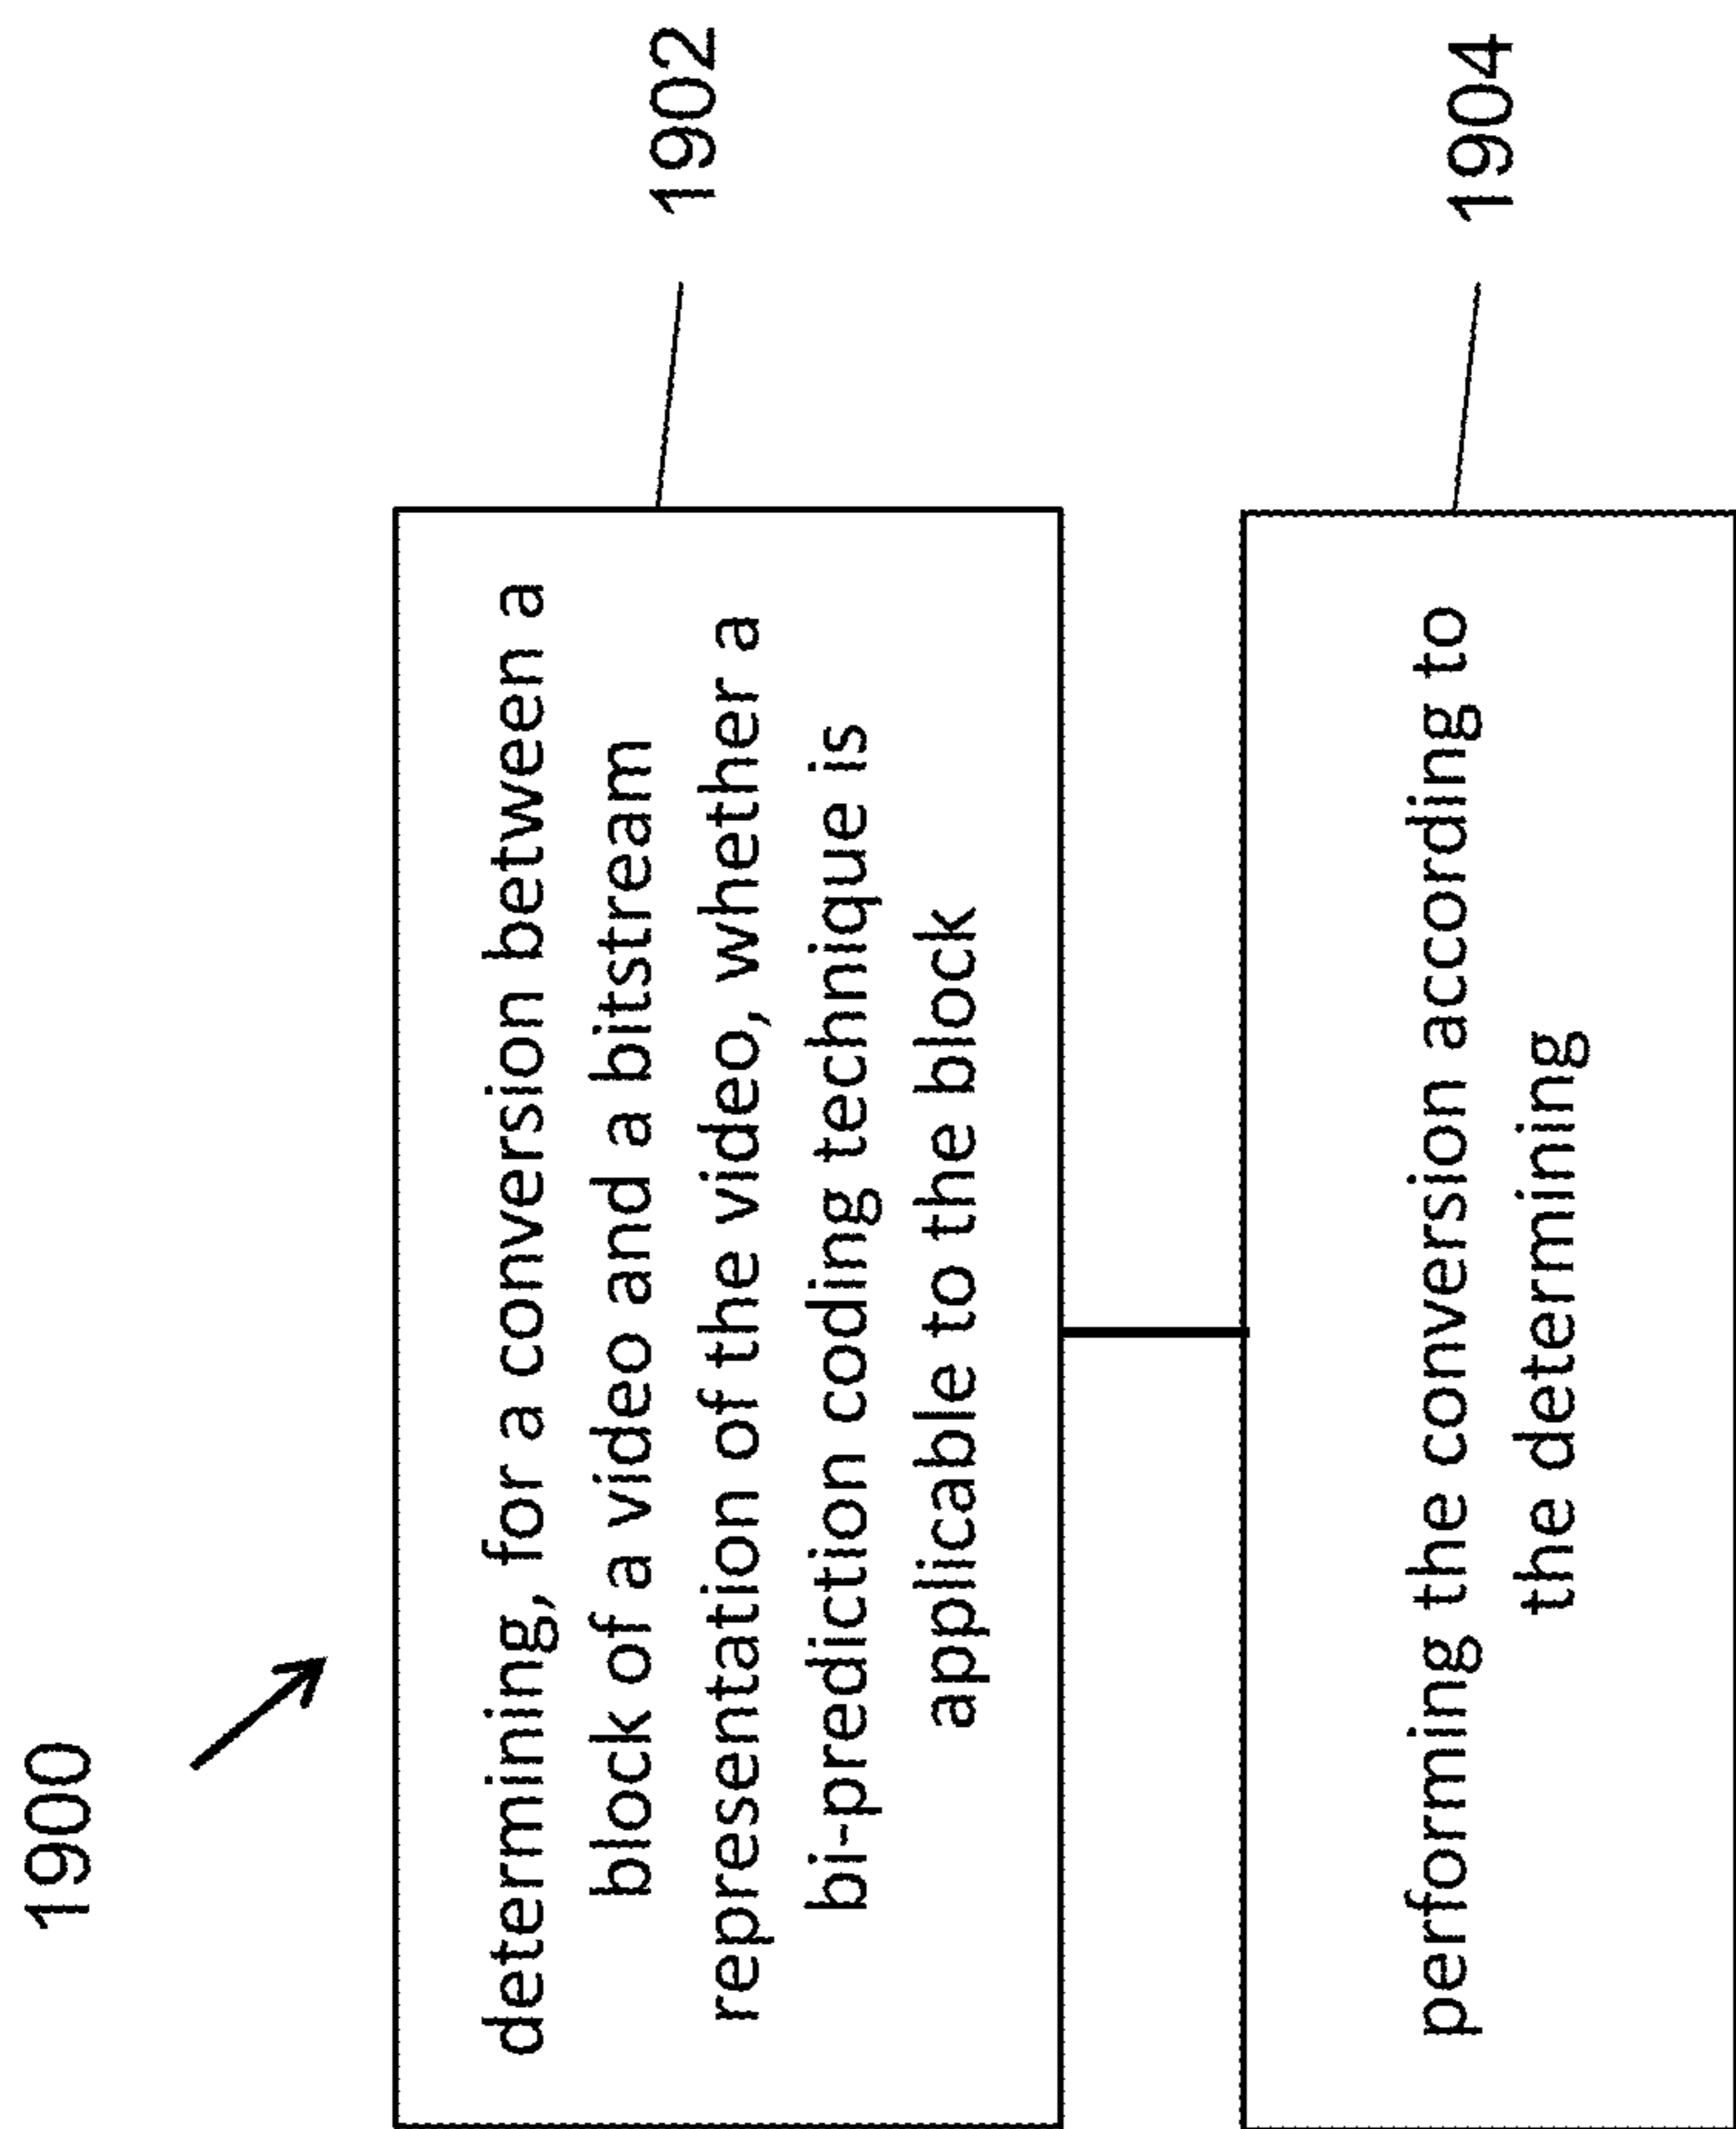 1900
determining, for a conversion between a
block of a video and a bitstream
representation of the video, whether a
bi-prediction coding technique is
applicable to the block
1902
performing the conversion according to
the determining
1904